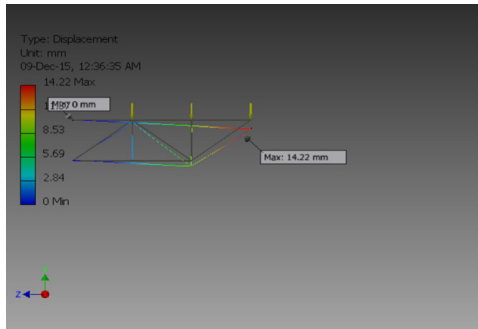 Type: Displacement
Unit: mm
09-Dec-15, 12:36:35 AM
14.22 Max
0 mm
8.53
Max: 14.22 mm
5.69
2.84
0 Min
Z